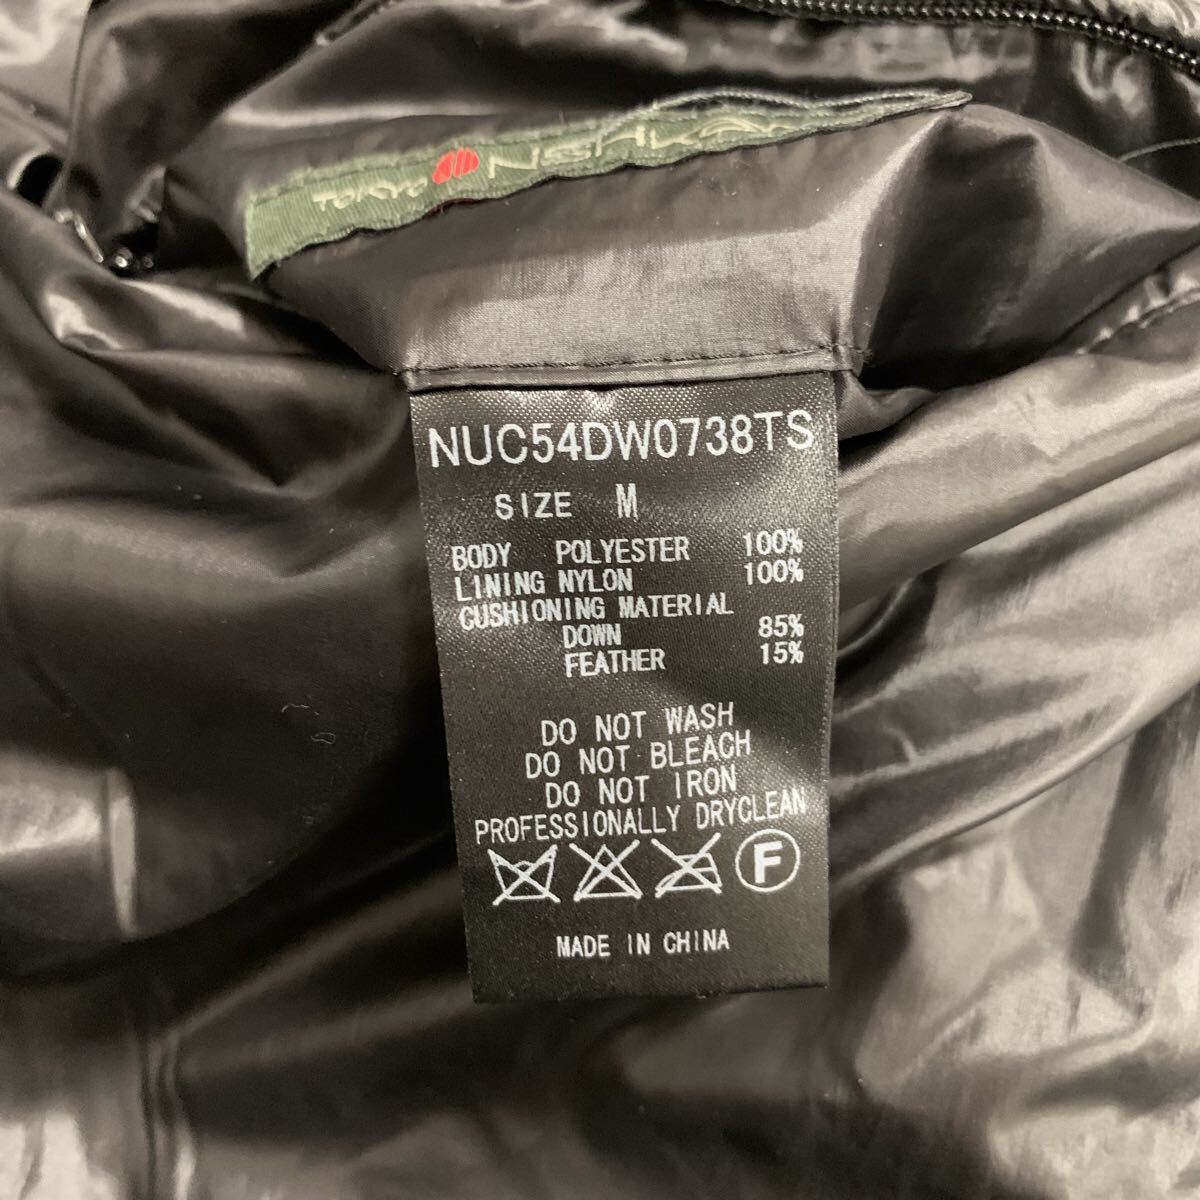 TOKYO
NUC54DW0738TS
SIZE M
BODY POLYESTER 100%
LINING NYLON 100%
CUSHIONING MATERIAL
DOWN 85%
FEATHER 15%
DO NOT WASH
DO NOT BLEACH
DO NOT IRON
PROFESSIONALLY DRYCLEAN
F
MADE IN CHINA